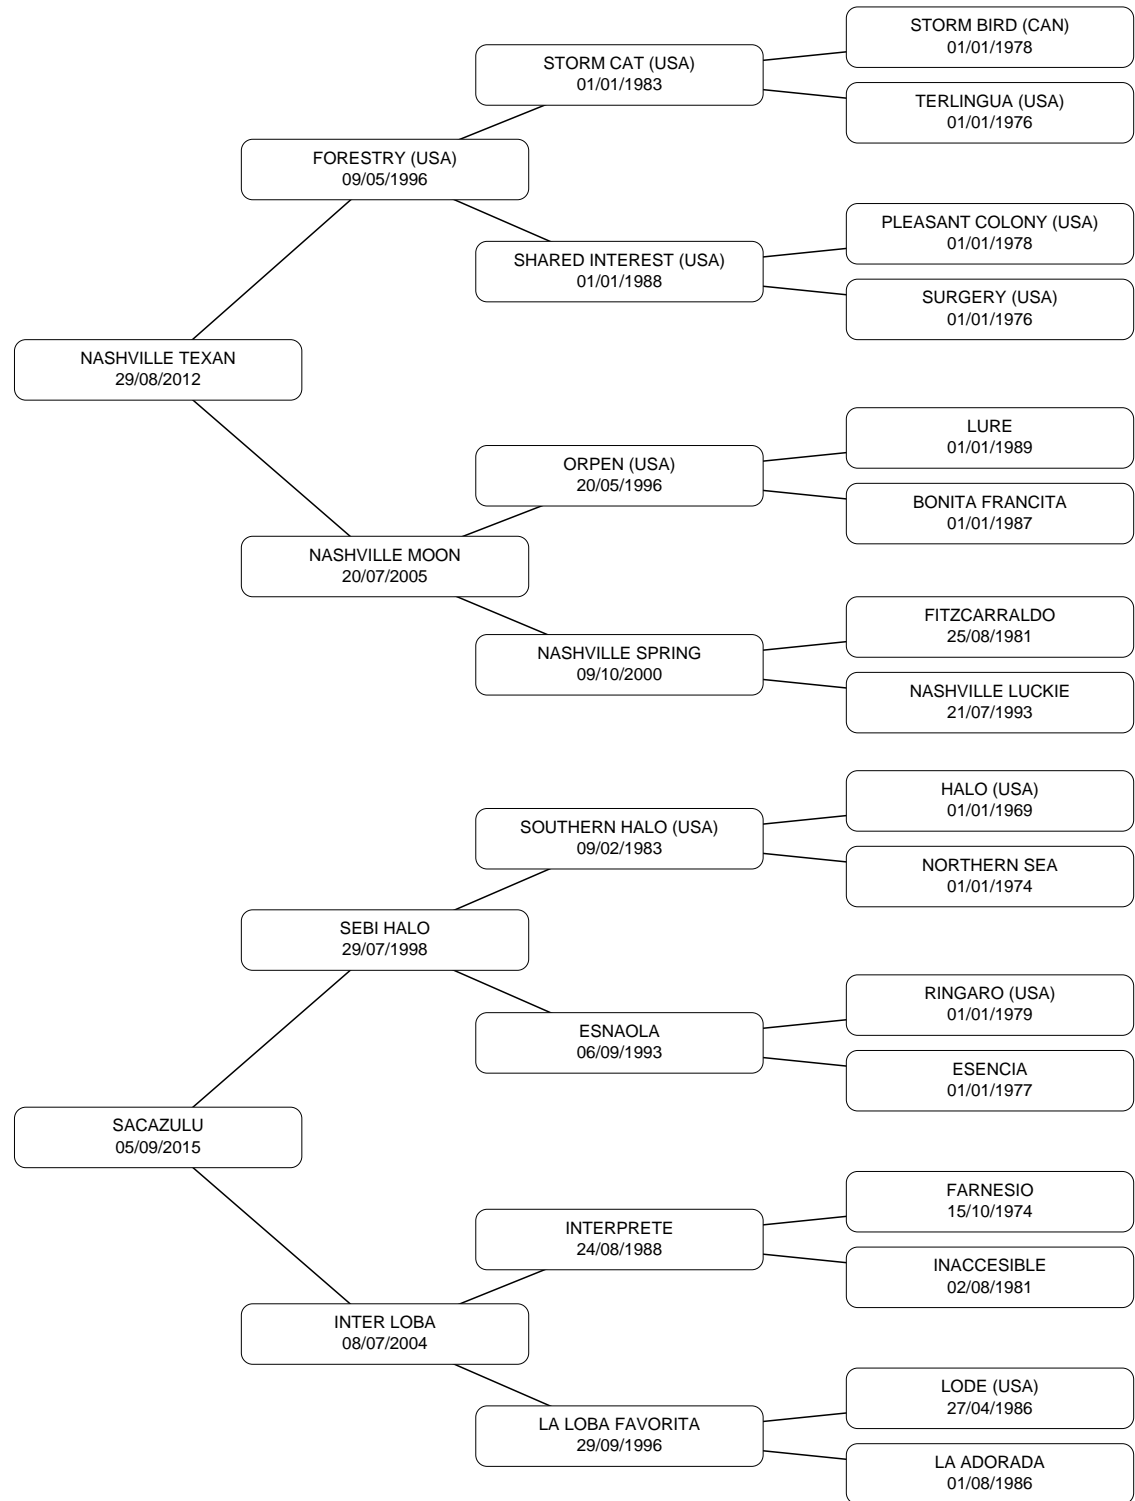 STORM BIRD (CAN)
01/01/1978
STORM CAT (USA)
01/01/1983
TERLINGUA (USA)
01/01/1976
FORESTRY (USA)
09/05/1996
PLEASANT COLONY (USA)
01/01/1978
SHARED INTEREST (USA)
01/01/1988
SURGERY (USA)
01/01/1976
NASHVILLE TEXAN
29/08/2012
LURE
01/01/1989
ORPEN (USA)
20/05/1996
BONITA FRANCITA
01/01/1987
NASHVILLE MOON
20/07/2005
FITZCARRALDO
25/08/1981
NASHVILLE SPRING
09/10/2000
NASHVILLE LUCKIE
21/07/1993
HALO (USA)
01/01/1969
SOUTHERN HALO (USA)
09/02/1983
NORTHERN SEA
01/01/1974
SEBI HALO
29/07/1998
RINGARO (USA)
01/01/1979
ESNAOLA
06/09/1993
ESENCIA
01/01/1977
SACAZULU
05/09/2015
FARNESIO
15/10/1974
INTERPRETE
24/08/1988
INACCESIBLE
02/08/1981
INTER LOBA
08/07/2004
LODE (USA)
27/04/1986
LA LOBA FAVORITA
29/09/1996
LA ADORADA
01/08/1986